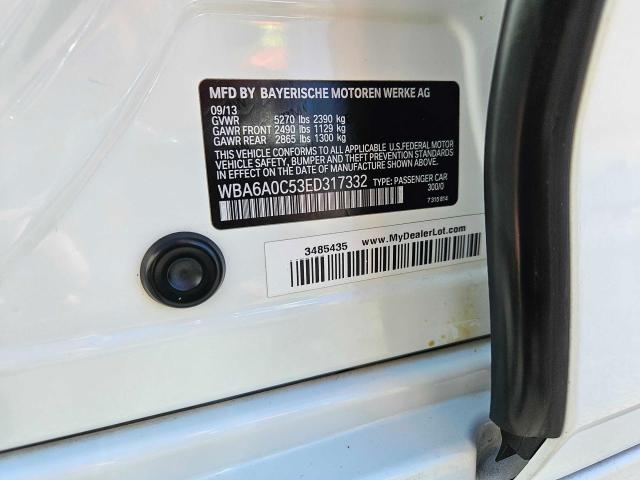 MFD BY BAYERISCHE MOTOREN WERKE AG
09/13
GVWR 5270 lbs 2390 kg
GAWR FRONT 2490 lbs 1129 kg
GAWR REAR 2865 lbs 1300 kg
THIS VEHICLE CONFORMS TO ALL APPLICABLE U.S.FEDERAL MOTOR
VEHICLE SAFETY, BUMPER AND THEFT PREVENTION STANDARDS
IN EFFECT ON THE DATE OF MANUFACTURE SHOWN ABOVE.
WBA6A0C53ED317332 TYPE: PASSENGER CAR
300/0
7 315 814
3485435 www.MyDealerLot.com